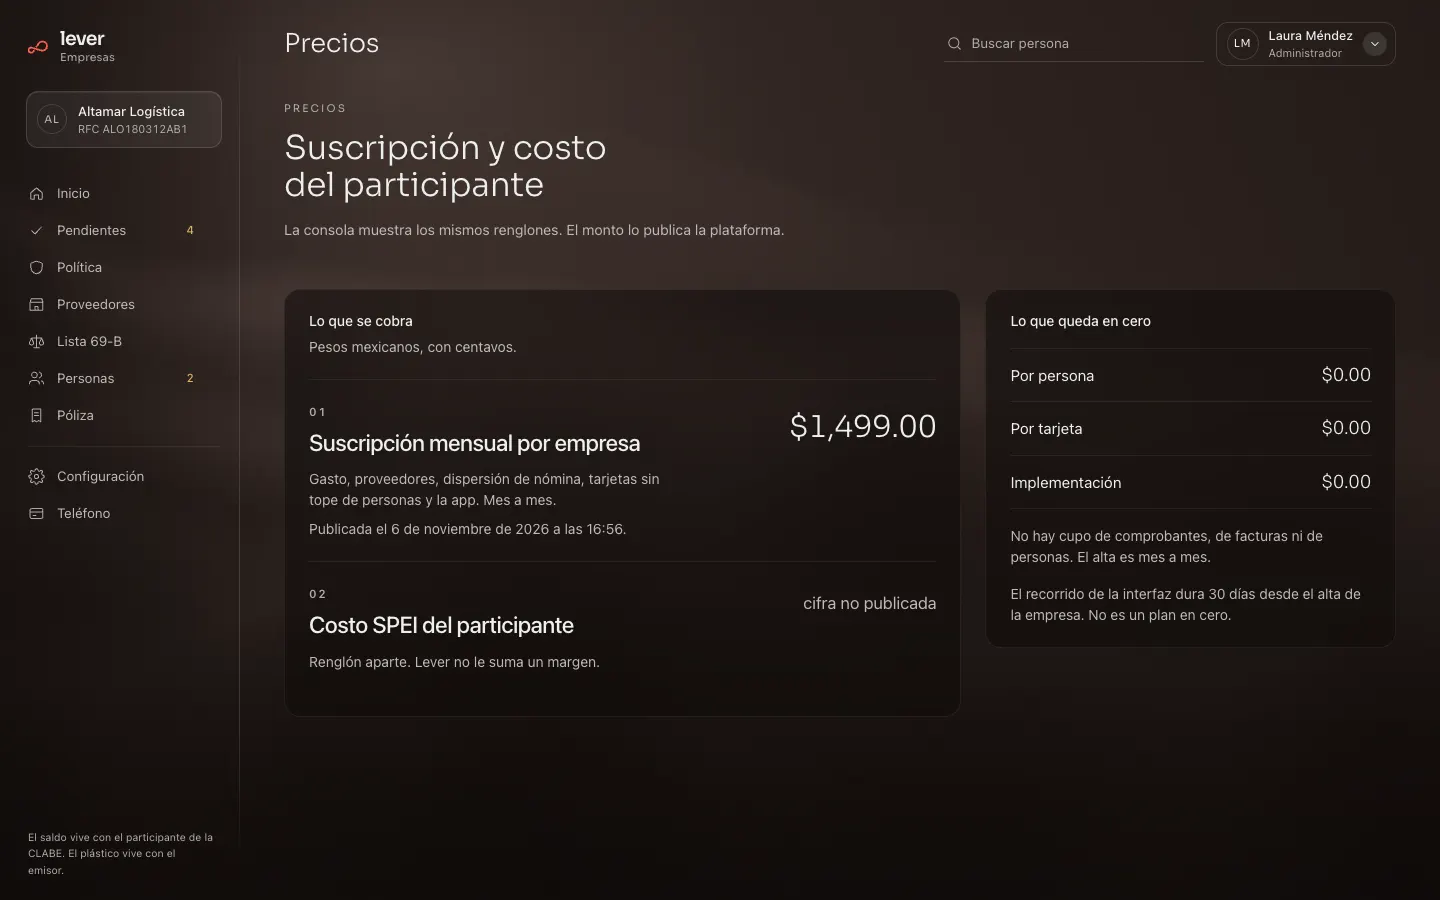 lever
Empresas
AL
Altamar Logística
RFC ALO180312AB1
Inicio
Pendientes 4
Política
Proveedores
Lista 69-B
Personas 2
Póliza
Configuración
Teléfono
El saldo vive con el participante de la
CLABE. El plástico vive con el
emisor.
Precios
Buscar persona
LM
Laura Méndez
Administrador
PRECIOS
Suscripción y costo
del participante
La consola muestra los mismos renglones. El monto lo publica la plataforma.
Lo que se cobra
Pesos mexicanos, con centavos.
01
Suscripción mensual por empresa
$1,499.00
Gasto, proveedores, dispersión de nómina, tarjetas sin
tope de personas y la app. Mes a mes.
Publicada el 6 de noviembre de 2026 a las 16:56.
02
Costo SPEI del participante
cifra no publicada
Renglón aparte. Lever no le suma un margen.
Lo que queda en cero
Por persona $0.00
Por tarjeta $0.00
Implementación $0.00
No hay cupo de comprobantes, de facturas ni de
personas. El alta es mes a mes.
El recorrido de la interfaz dura 30 días desde el alta de
la empresa. No es un plan en cero.